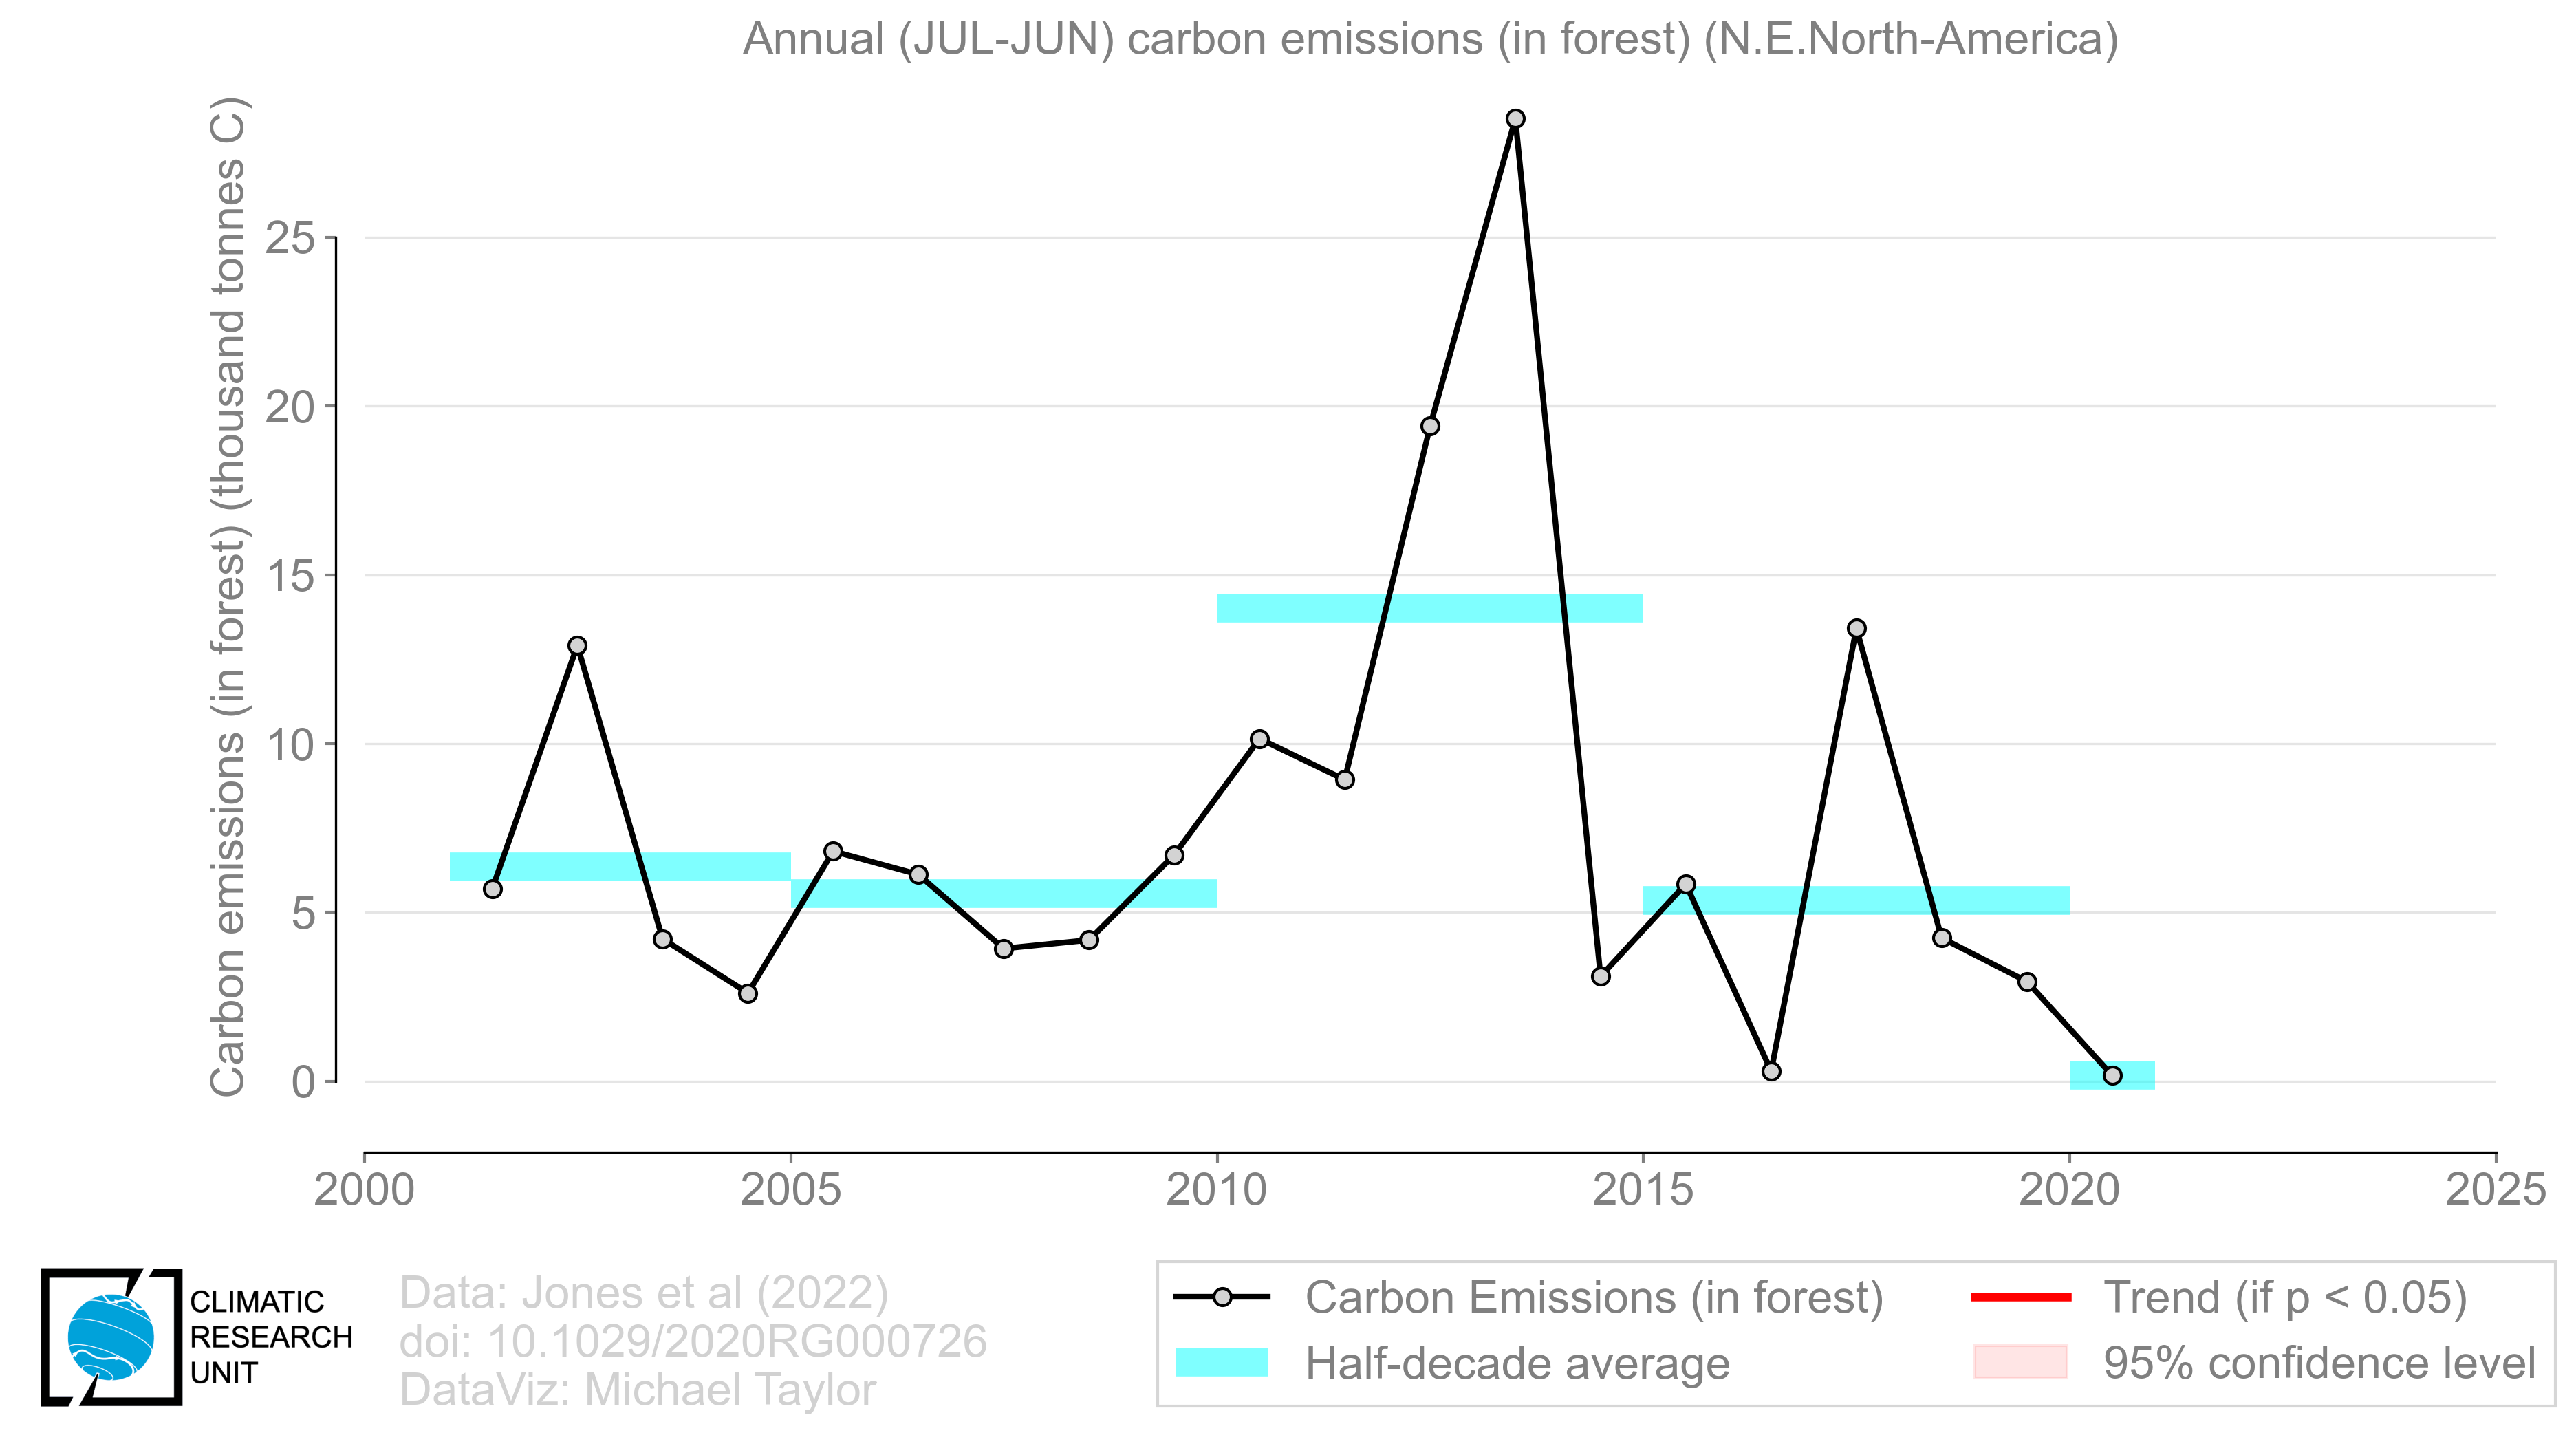 Annual (JUL-JUN) carbon emissions (in forest) (N.E.North-America)
Carbon emissions (in forest) (thousand tonnes C)
25
20
15
10
5
0
2000
2005
2010
2015
2020
2025
CLIMATIC
RESEARCH
UNIT
Data: Jones et al (2022)
doi: 10.1029/2020RG000726
DataViz: Michael Taylor
Carbon Emissions (in forest)
Half-decade average
Trend (if p < 0.05)
95% confidence level